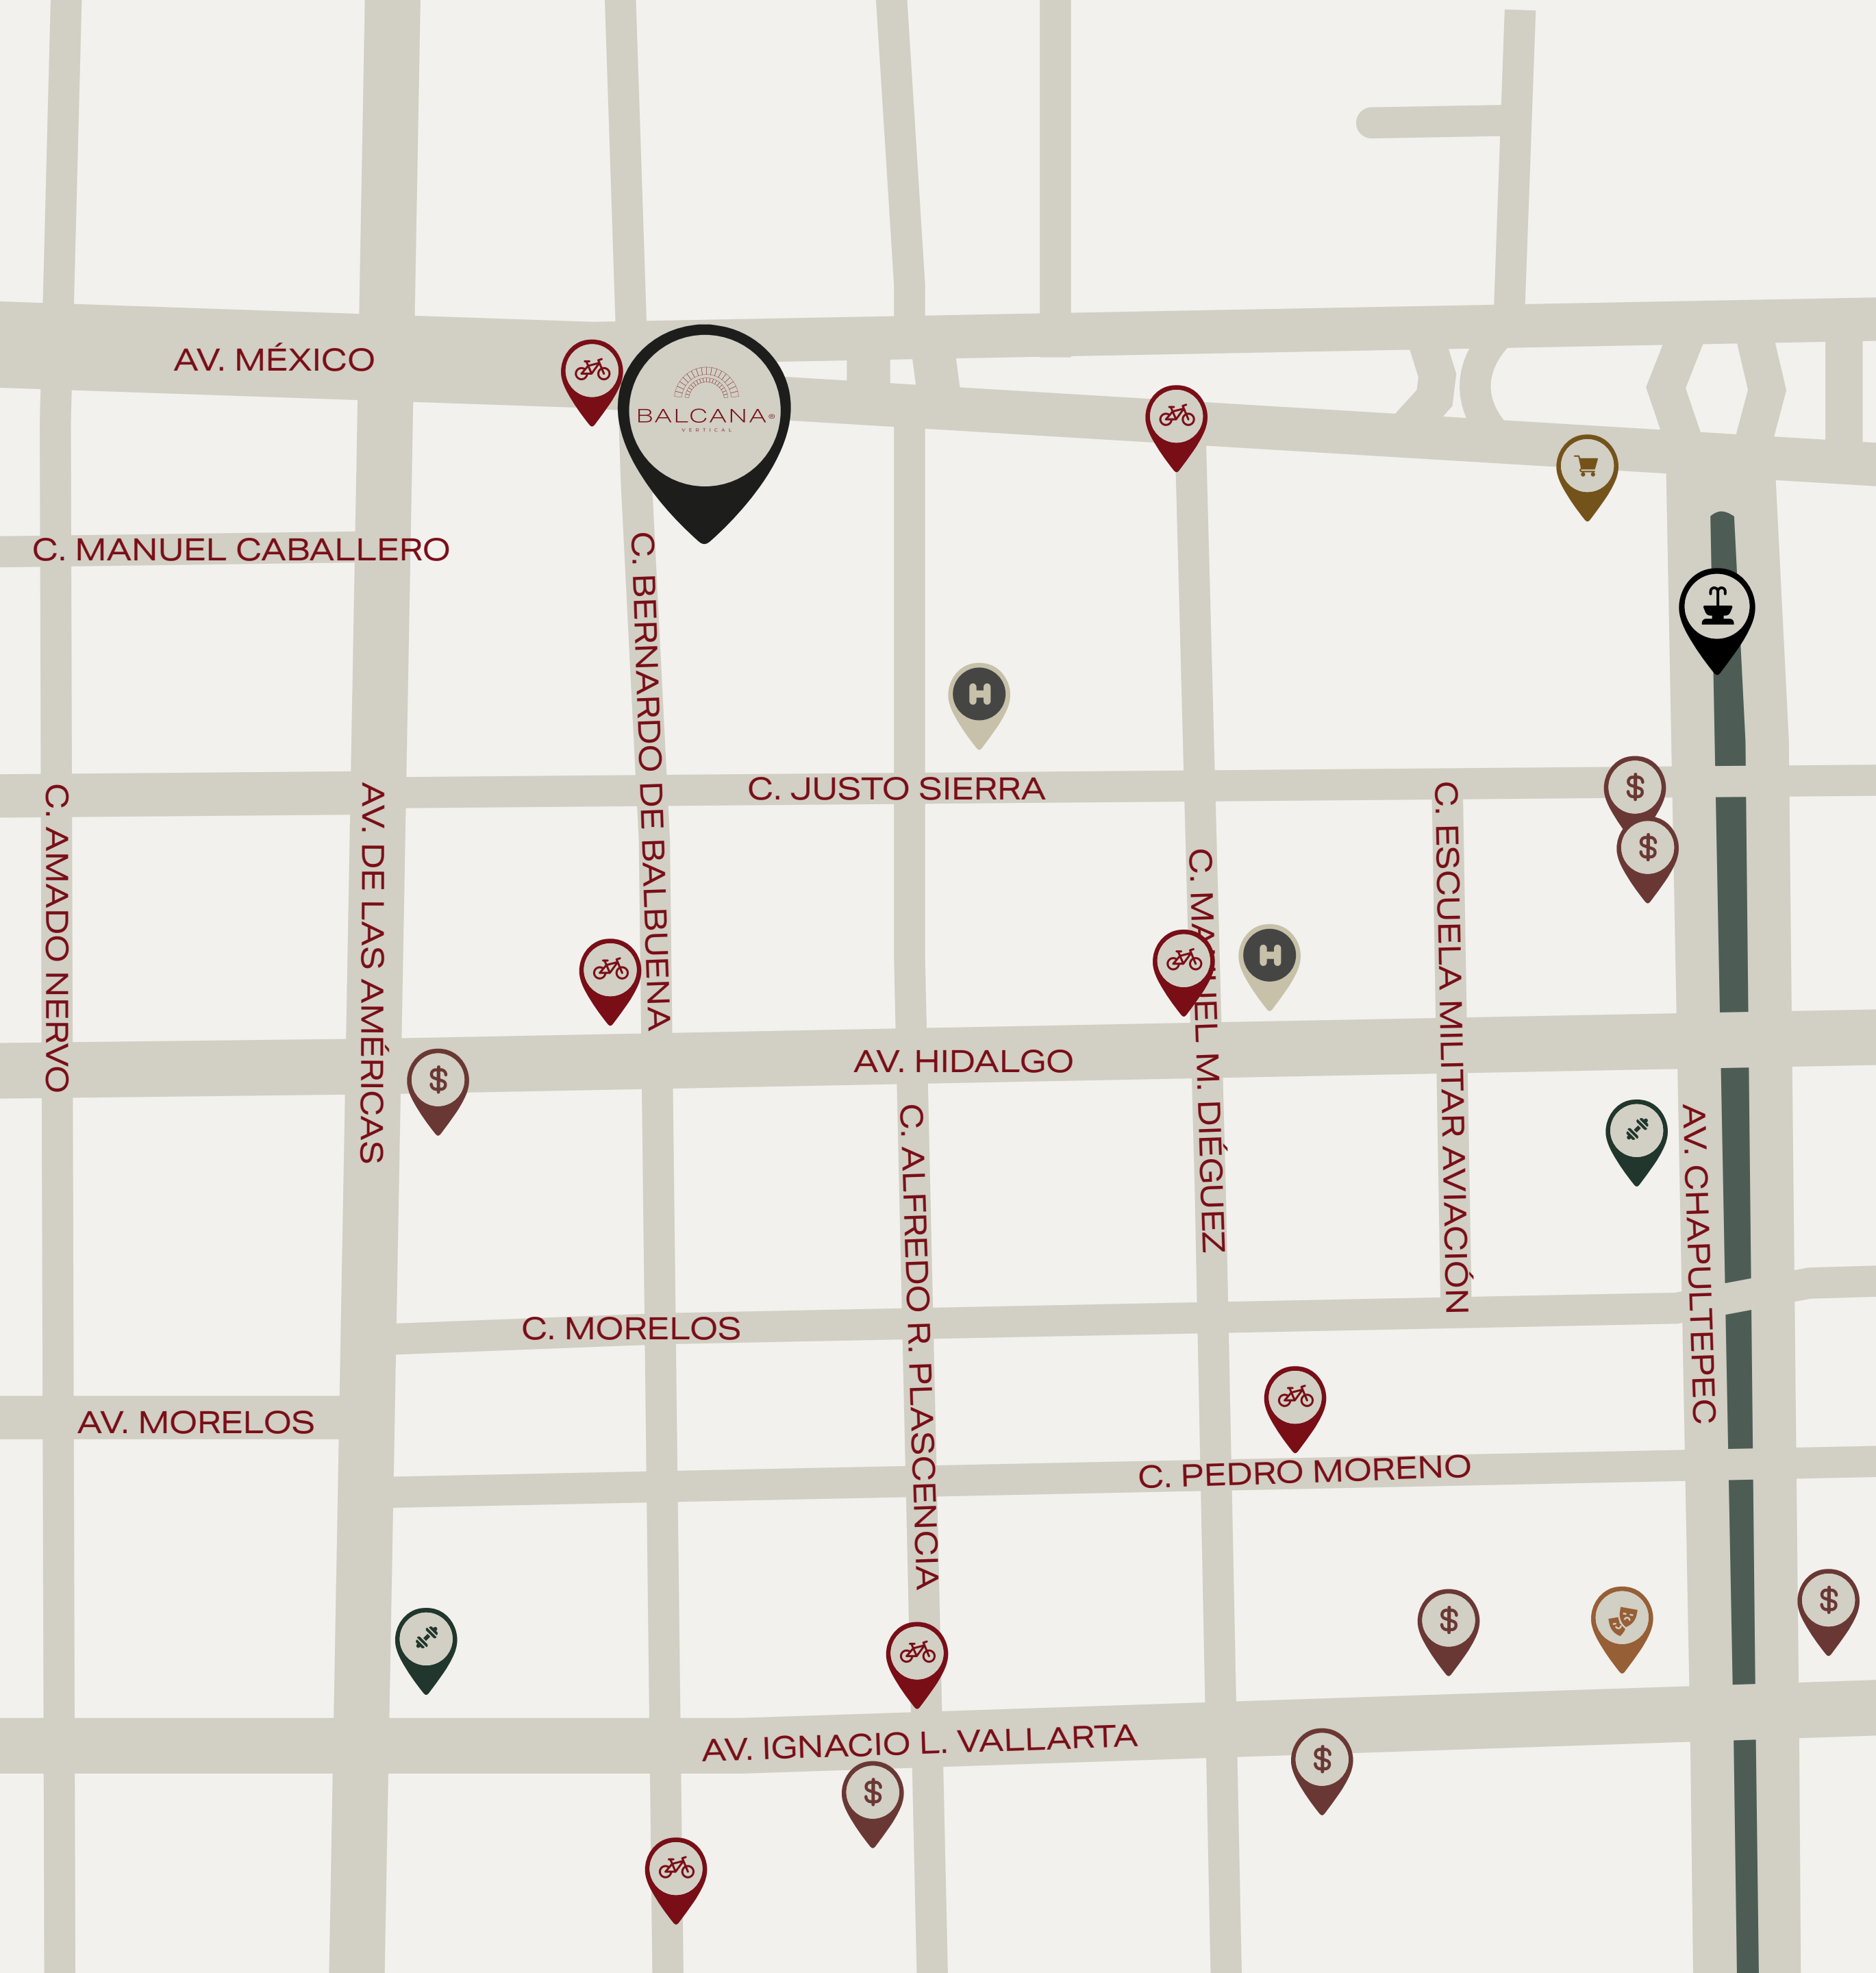 AV. MÉXICO
BALCANA®
VERTICAL
C. MANUEL CABALLERO
C. BERNARDO DE BALBUENA
H
C. JUSTO SIERRA
$
$
C. AMADO NERVO
AV. DE LAS AMÉRICAS
C. MANUEL M. DIÉGUEZ
H
C. ESCUELA MILITAR AVIACIÓN
AV. HIDALGO
$
C. ALFREDO R. PLASCENCIA
AV. CHAPULTEPEC
C. MORELOS
AV. MORELOS
C. PEDRO MORENO
$
$
AV. IGNACIO L. VALLARTA
$
$